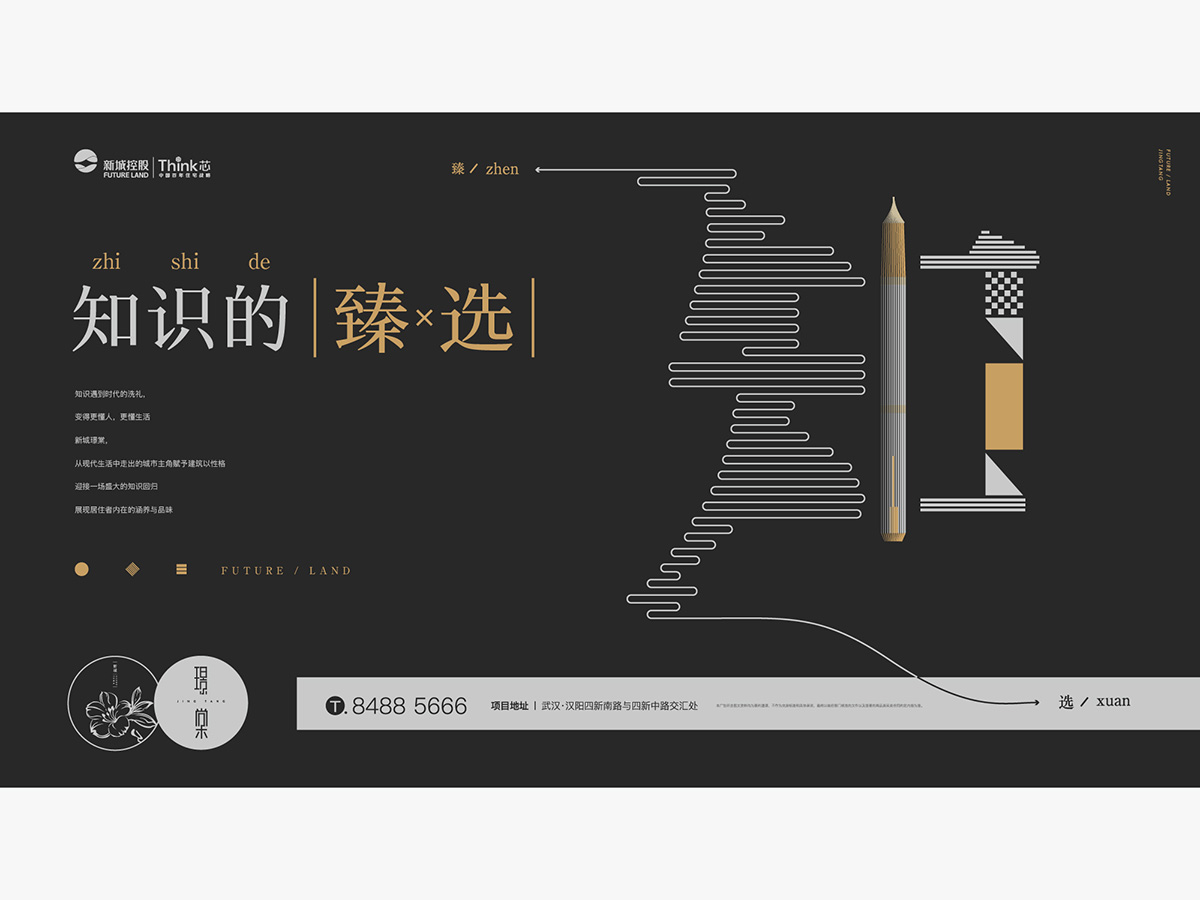 新城控股
FUTURE LAND
Think芯
中国百年住宅战略
臻 / zhen
FUTURE / LAND
JING TANG
zhi shi de
知识的|臻×选|
知识遇到时代的洗礼，
变得更懂人，更懂生活
新城璟棠，
从现代生活中走出的城市主角赋予建筑以性格
迎接一场盛大的知识回归
展现居住者内在的涵养与品味
FUTURE / LAND
璟
JING TANG
棠
T. 8488 5666
项目地址 | 武汉·汉阳四新南路与四新中路交汇处
选 / xuan